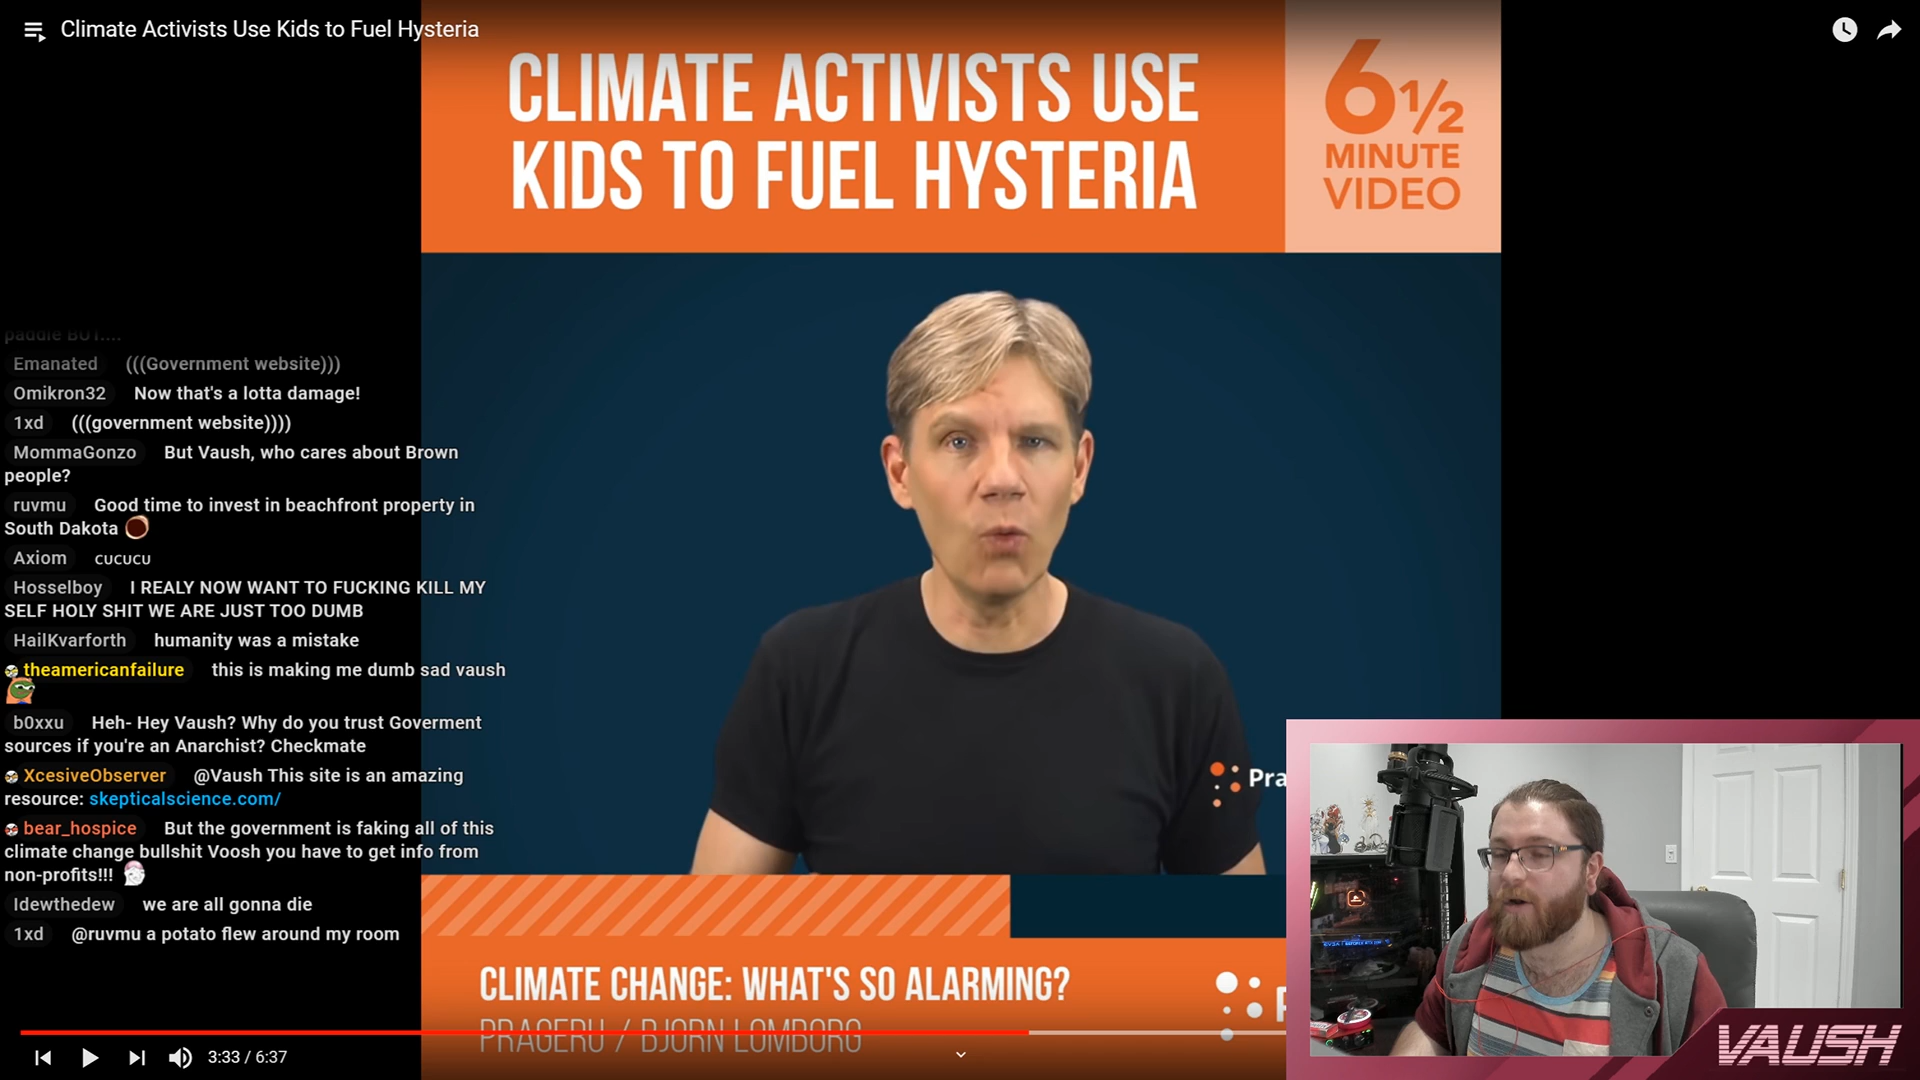 Climate Activists Use Kids to Fuel Hysteria
CLIMATE ACTIVISTS USE
KIDS TO FUEL HYSTERIA
6½
MINUTE
VIDEO
paddle BUT....
Emanated (((Government website)))
Omikron32 Now that's a lotta damage!
1xd (((government website))))
MommaGonzo But Vaush, who cares about Brown
people?
ruvmu Good time to invest in beachfront property in
South Dakota
Axiom cucucu
Hosselboy I REALY NOW WANT TO FUCKING KILL MY
SELF HOLY SHIT WE ARE JUST TOO DUMB
HailKvarforth humanity was a mistake
theamericanfailure this is making me dumb sad vaush
b0xxu Heh- Hey Vaush? Why do you trust Goverment
sources if you're an Anarchist? Checkmate
XcesiveObserver @Vaush This site is an amazing
resource: skepticalscience.com/
bear_hospice But the government is faking all of this
climate change bullshit Voosh you have to get info from
non-profits!!!
Idewthedew we are all gonna die
1xd @ruvmu a potato flew around my room
Pra
CLIMATE CHANGE: WHAT'S SO ALARMING?
PRAGERU / BJORN LOMBORG
P
3:33 / 6:37
VAUSH